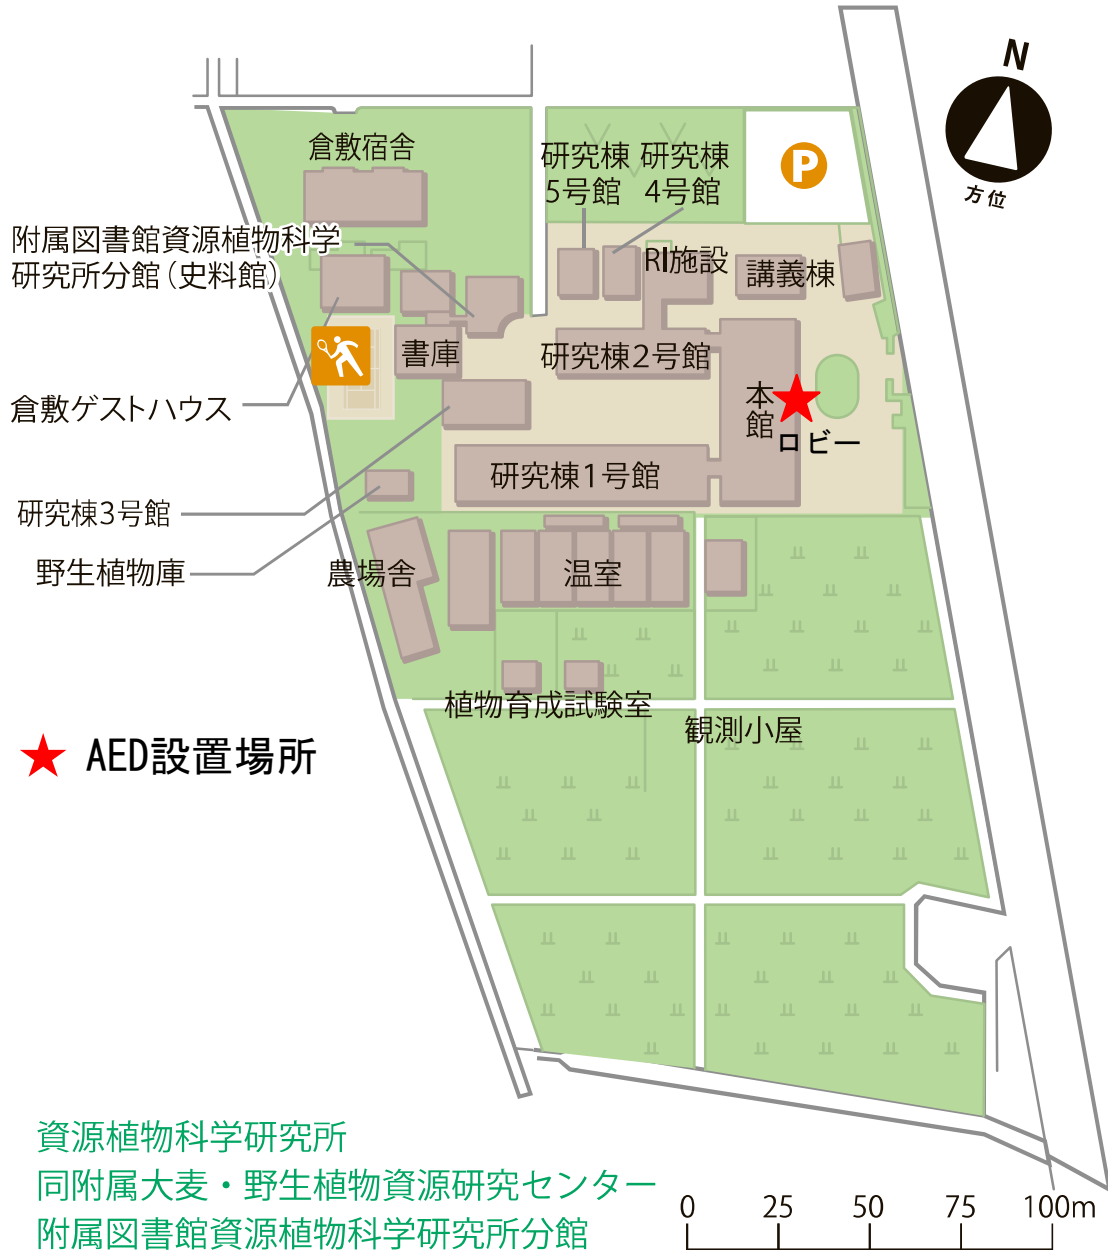 N
方位
倉敷宿舎
研究棟
5号館
研究棟
4号館
P
附属図書館資源植物科学
研究所分館(史料館)
RI施設
講義棟
書庫
研究棟2号館
本館
ロビー
倉敷ゲストハウス
研究棟1号館
研究棟3号館
野生植物庫
農場舎
温室
植物育成試験室
観測小屋
AED設置場所
資源植物科学研究所
同附属大麦・野生植物資源研究センター
附属図書館資源植物科学研究所分館
0 25 50 75 100m